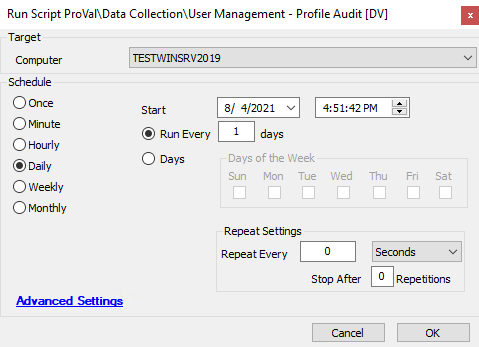 Run Script ProVal\Data Collection\User Management - Profile Audit [DV]
x
Target
Computer TESTWINSRV2019
Schedule
Once
Minute
Hourly
Daily
Weekly
Monthly
Start 8/ 4/2021 4:51:42 PM
Run Every 1 days
Days
Days of the Week
Sun Mon Tue Wed Thu Fri Sat
Repeat Settings
Repeat Every 0 Seconds
Stop After 0 Repetitions
Advanced Settings
Cancel OK